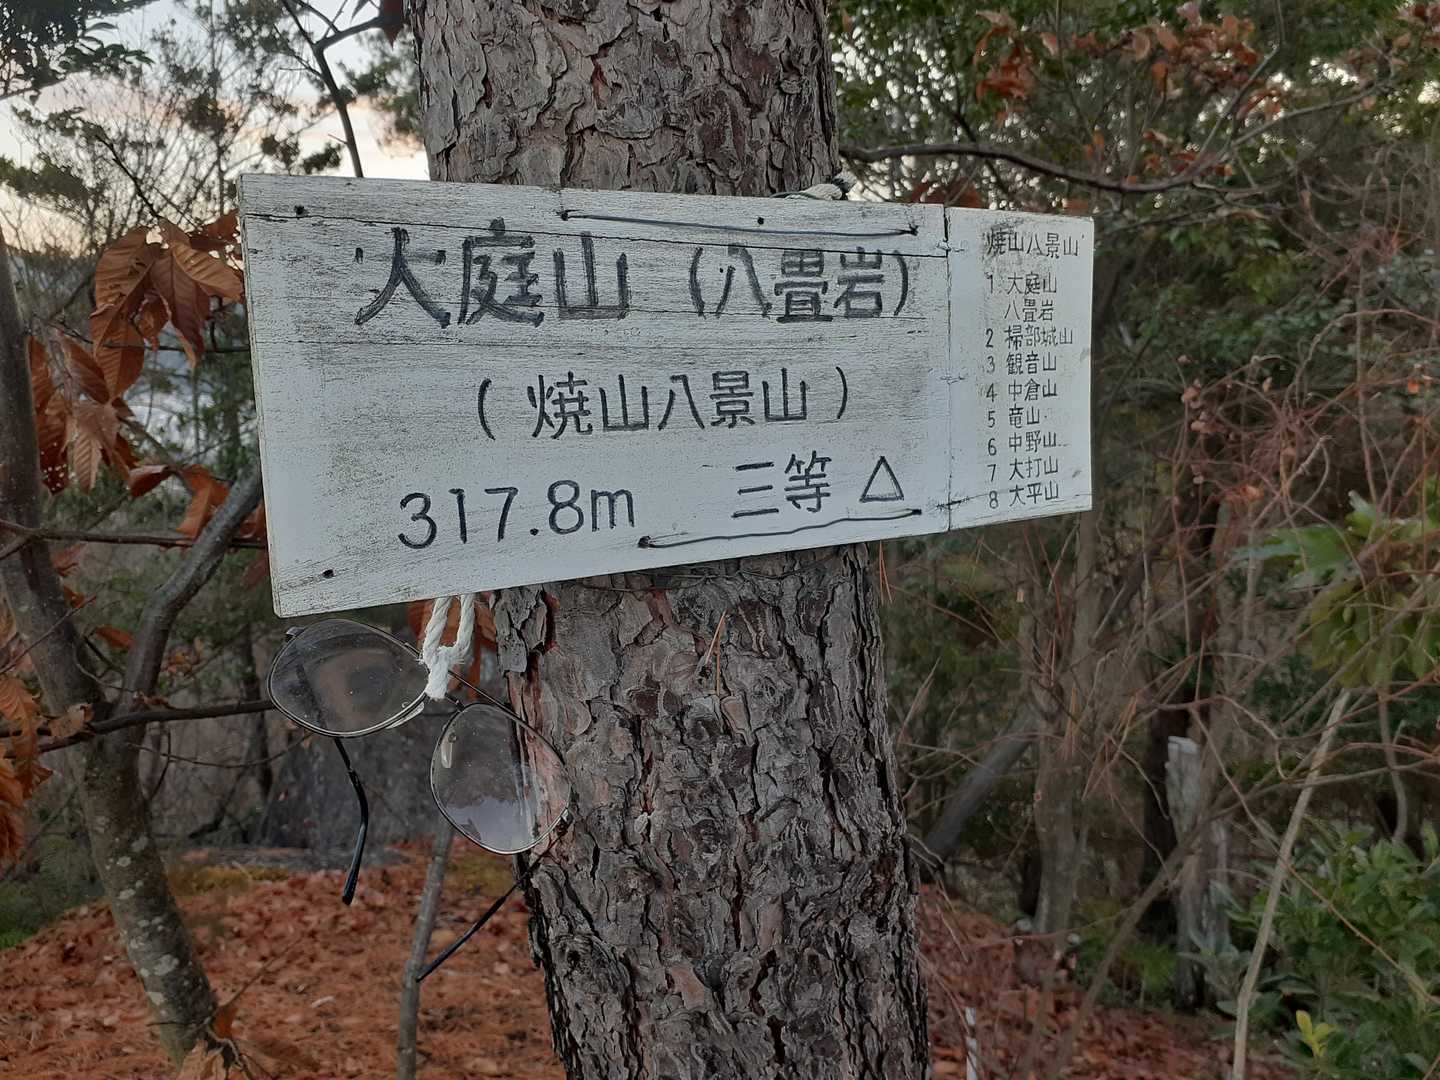 大庭山（八畳岩）
（焼山八景山）
317.8m 三等△
焼山八景山
1 大庭山
八畳岩
2 掃部城山
3 観音山
4 中倉山
5 竜山
6 中野山
7 大打山
8 大平山